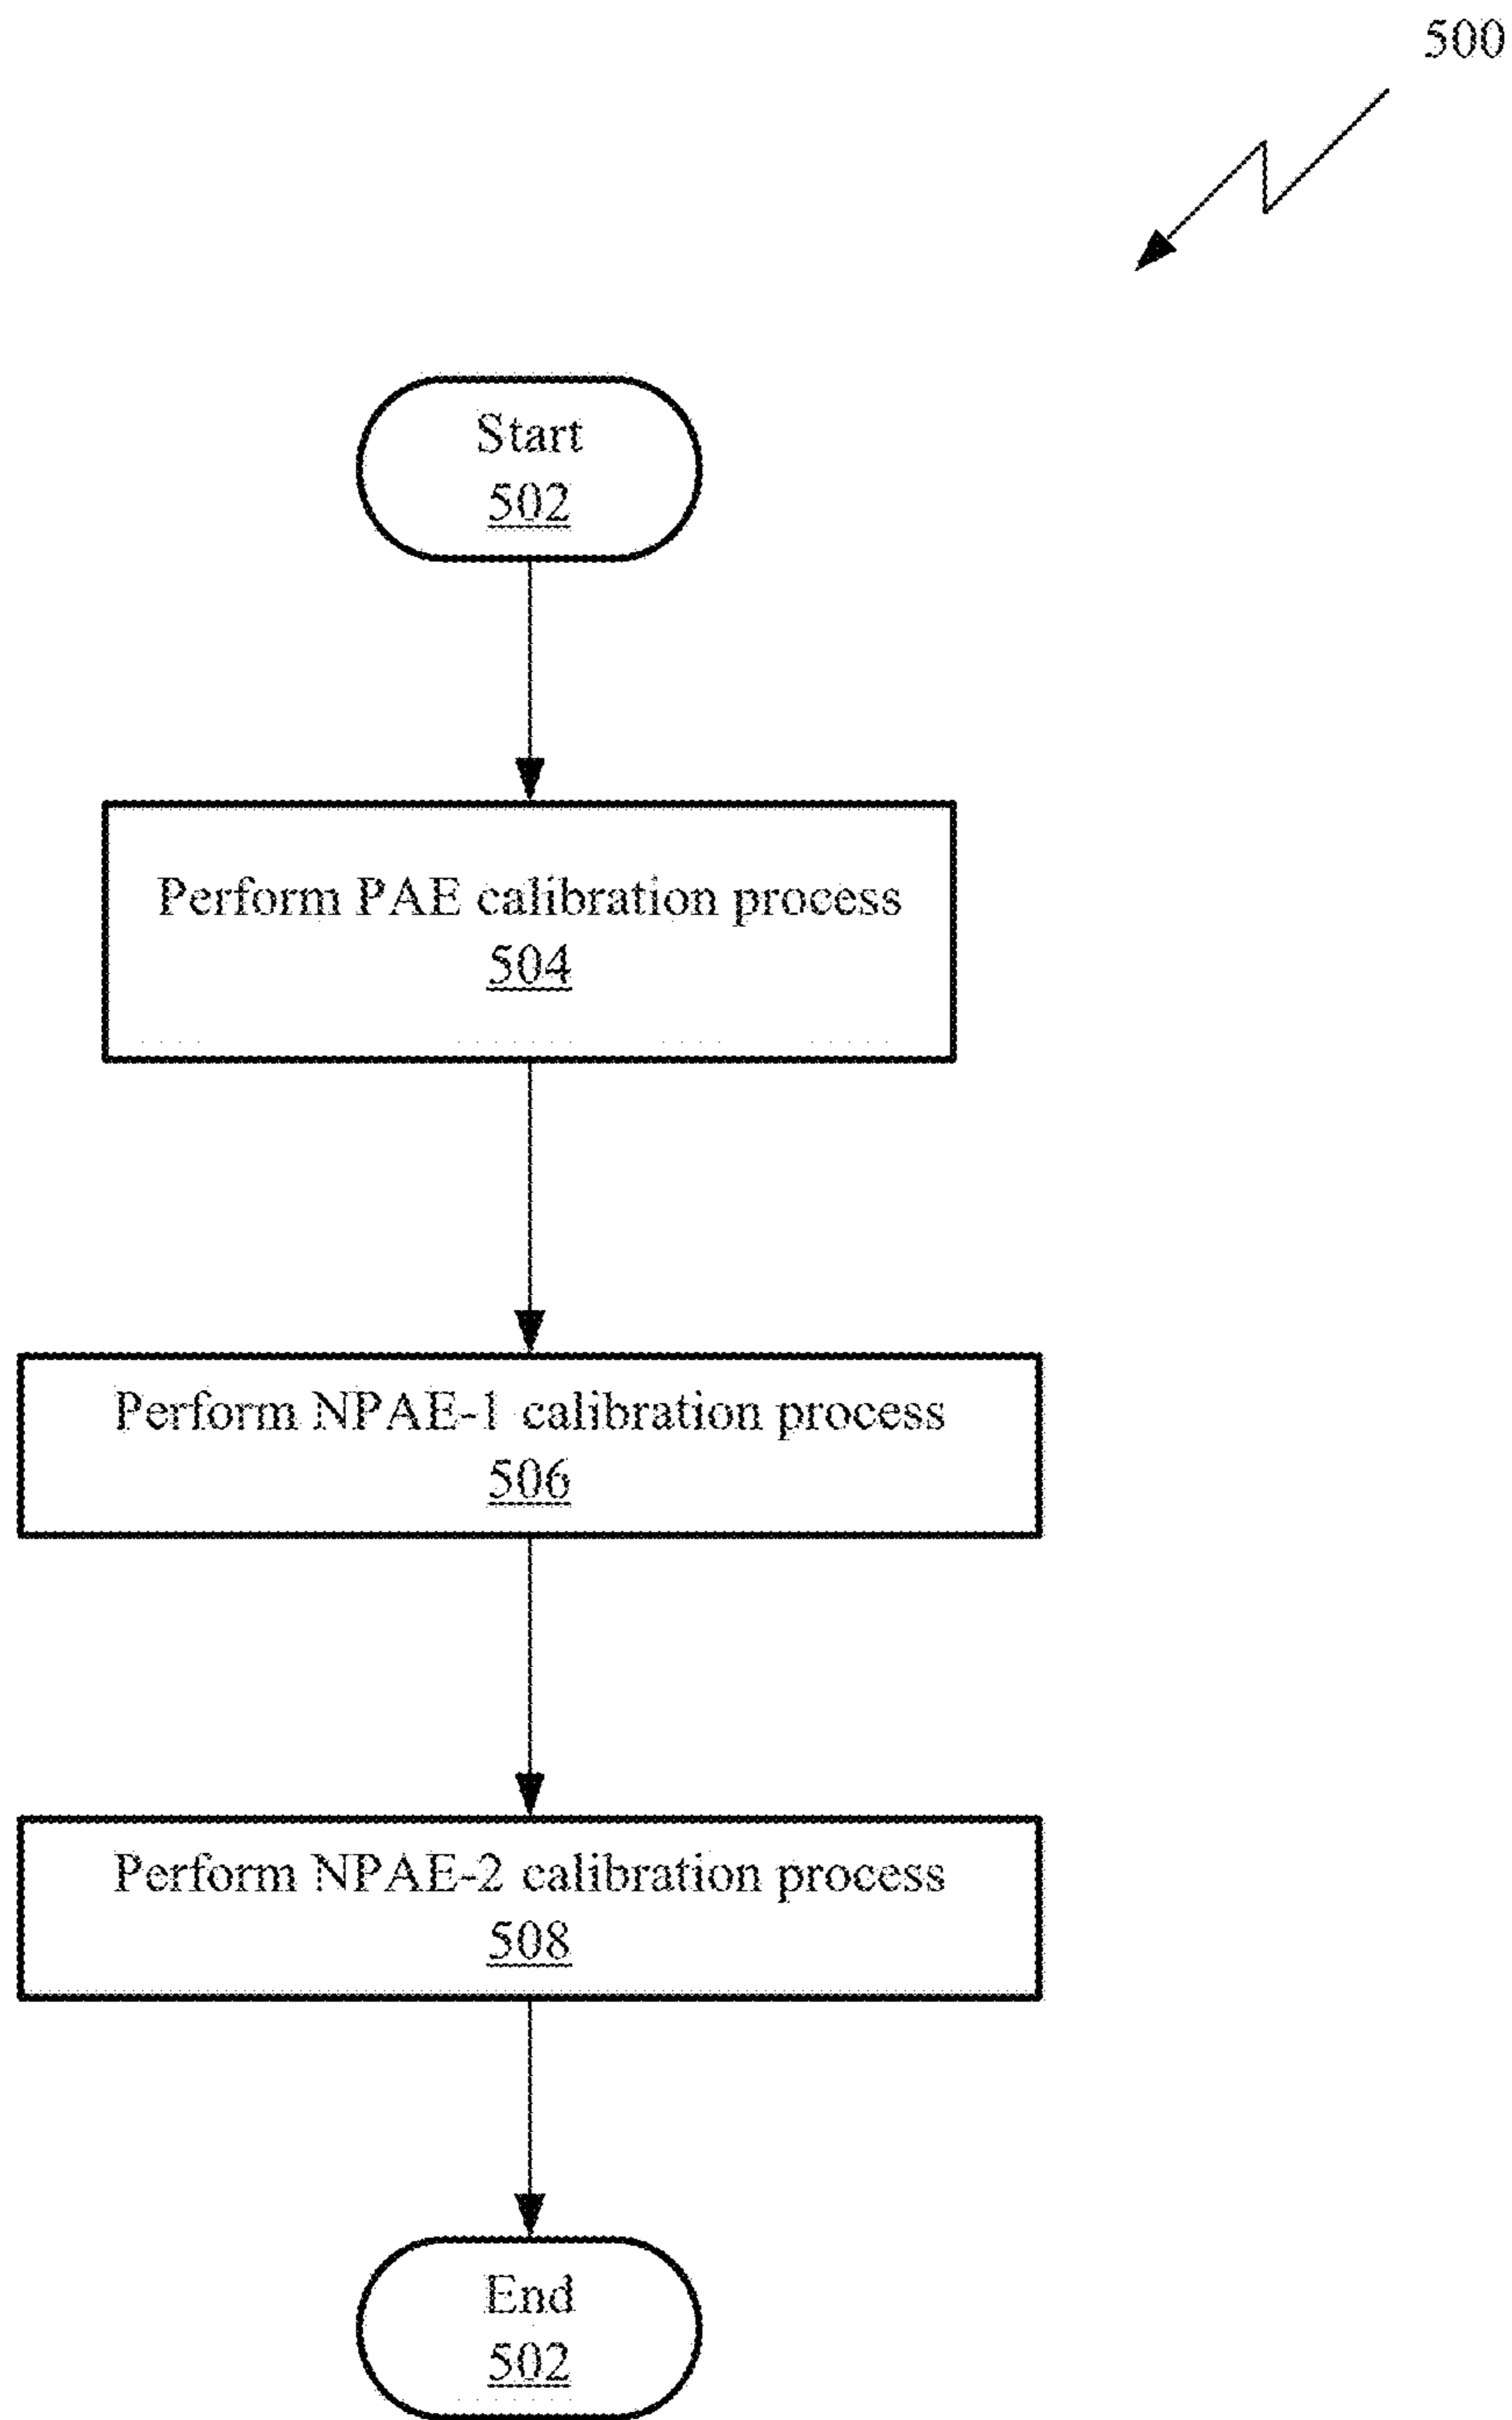 500
Start
502
Perform PAE calibration process
504
Perform NPAE-1 calibration process
506
Perform NPAE-2 calibration process
508
End
502